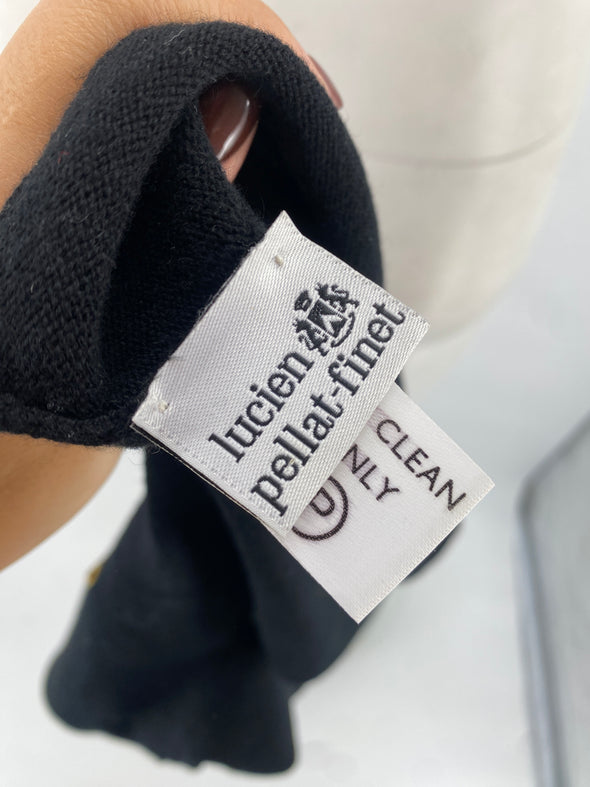 lucien
pellat-finet
CLEAN
NLY
U